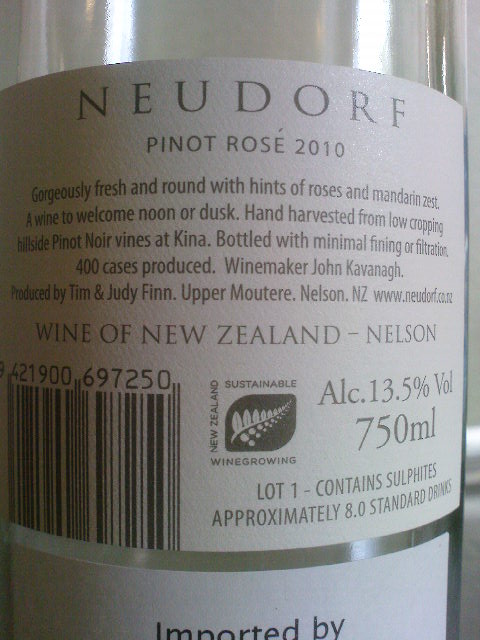 NEUDORF
PINOT ROSÉ 2010
Gorgeously fresh and round with hints of roses and mandarin zest.
A wine to welcome noon or dusk. Hand harvested from low cropping
hillside Pinot Noir vines at Kina. Bottled with minimal fining or filtration.
400 cases produced. Winemaker John Kavanagh.
Produced by Tim & Judy Finn. Upper Moutere. Nelson. NZ www.neudorf.co.nz
WINE OF NEW ZEALAND – NELSON
9 421900 697250
NEW ZEALAND
SUSTAINABLE
WINEGROWING
Alc.13.5% Vol
750ml
LOT 1 - CONTAINS SULPHITES
APPROXIMATELY 8.0 STANDARD DRINKS
Imported by